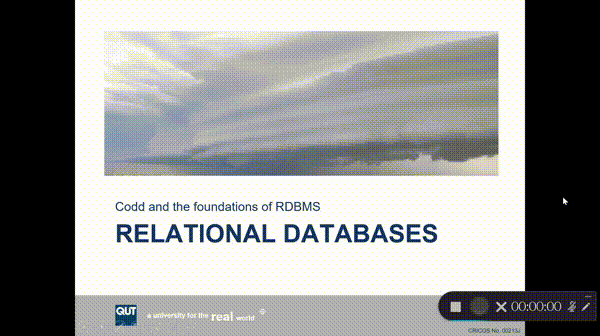 Codd and the foundations of RDBMS
RELATIONAL DATABASES
QUT
a university for the real world
R
00:00:00
CRICOS No. 00213J